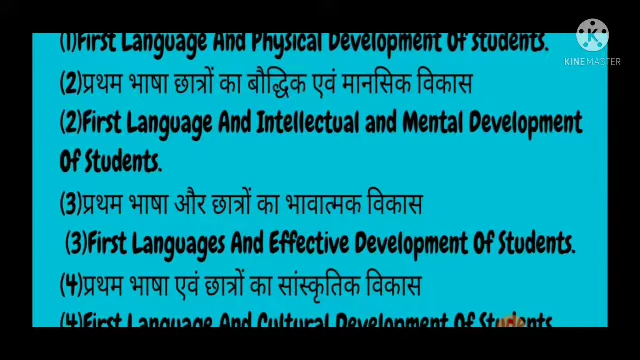 (1)First Language And Physical Development Of Students.
KINEMASTER
(2)प्रथम भाषा छात्रों का बौद्धिक एवं मानसिक विकास
(2)First Language And Intellectual and Mental Development
Of Students.
(3)प्रथम भाषा और छात्रों का भावात्मक विकास
(3)First Languages And Effective Development Of Students.
(4)प्रथम भाषा एवं छात्रों का सांस्कृतिक विकास
(4)First Language And Cultural Development Of Students